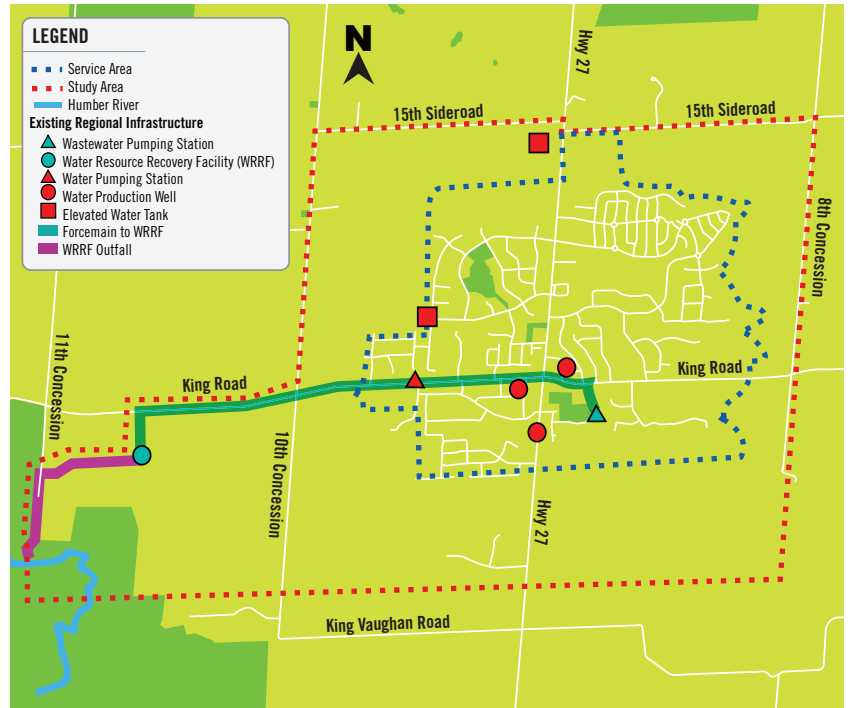 LEGEND
Service Area
Study Area
Humber River
Existing Regional Infrastructure
Wastewater Pumping Station
Water Resource Recovery Facility (WRRF)
Water Pumping Station
Water Production Well
Elevated Water Tank
Forcemain to WRRF
WRRF Outfall
N
Hwy 27
15th Sideroad
15th Sideroad
8th Concession
11th Concession
King Road
King Road
10th Concession
Hwy 27
King Vaughan Road